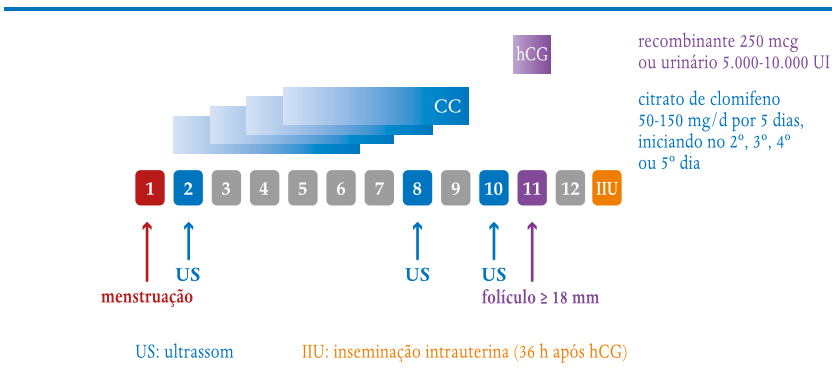 hCG
recombinante 250 mcg
ou urinário 5.000-10.000 UI
CC
citrato de clomifeno
50-150 mg/d por 5 dias,
iniciando no 2º, 3º, 4º
ou 5º dia
1 2 3 4 5 6 7 8 9 10 11 12 IIU
US US US
menstruação folículo ≥ 18 mm
US: ultrassom IIU: inseminação intrauterina (36 h após hCG)